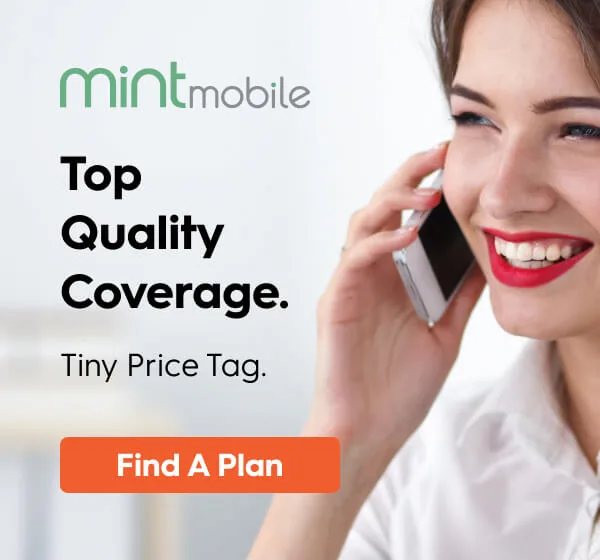 mintmobile
Top
Quality
Coverage.
Tiny Price Tag.
Find A Plan